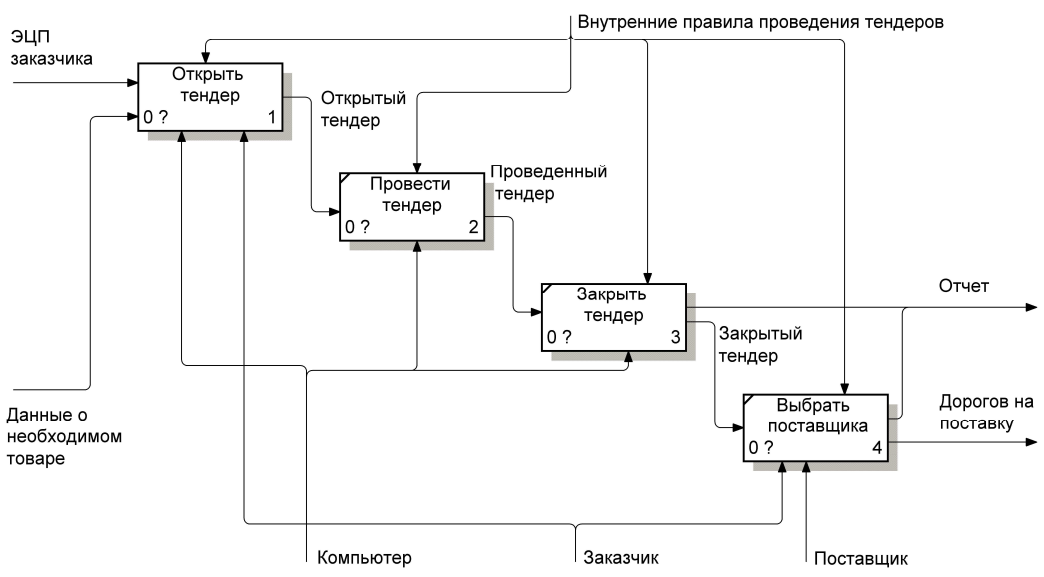 Внутренние правила проведения тендеров
ЭЦП
заказчика
Открыть
тендер
0 ?
1
Открытый
тендер
Провести
тендер
0 ?
2
Проведенный
тендер
Закрыть
тендер
0 ?
3
Отчет
Закрытый
тендер
Выбрать
поставщика
0 ?
4
Дорогов на
поставку
Данные о
необходимом
товаре
Компьютер
Заказчик
Поставщик